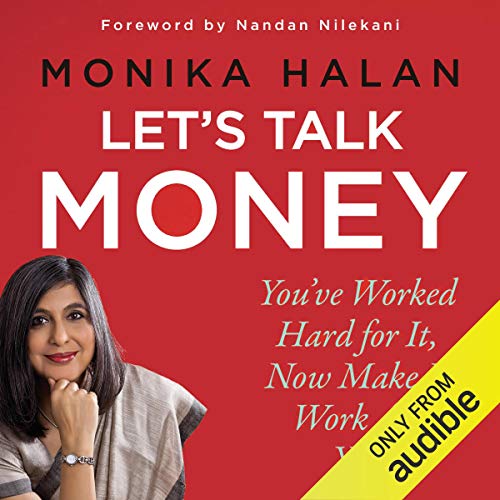 Foreword by Nandan Nilekani
MONIKA HALAN
LET'S TALK
MONEY
You've Worked
Hard for It,
Now Make
Work
ONLY FROM
audible